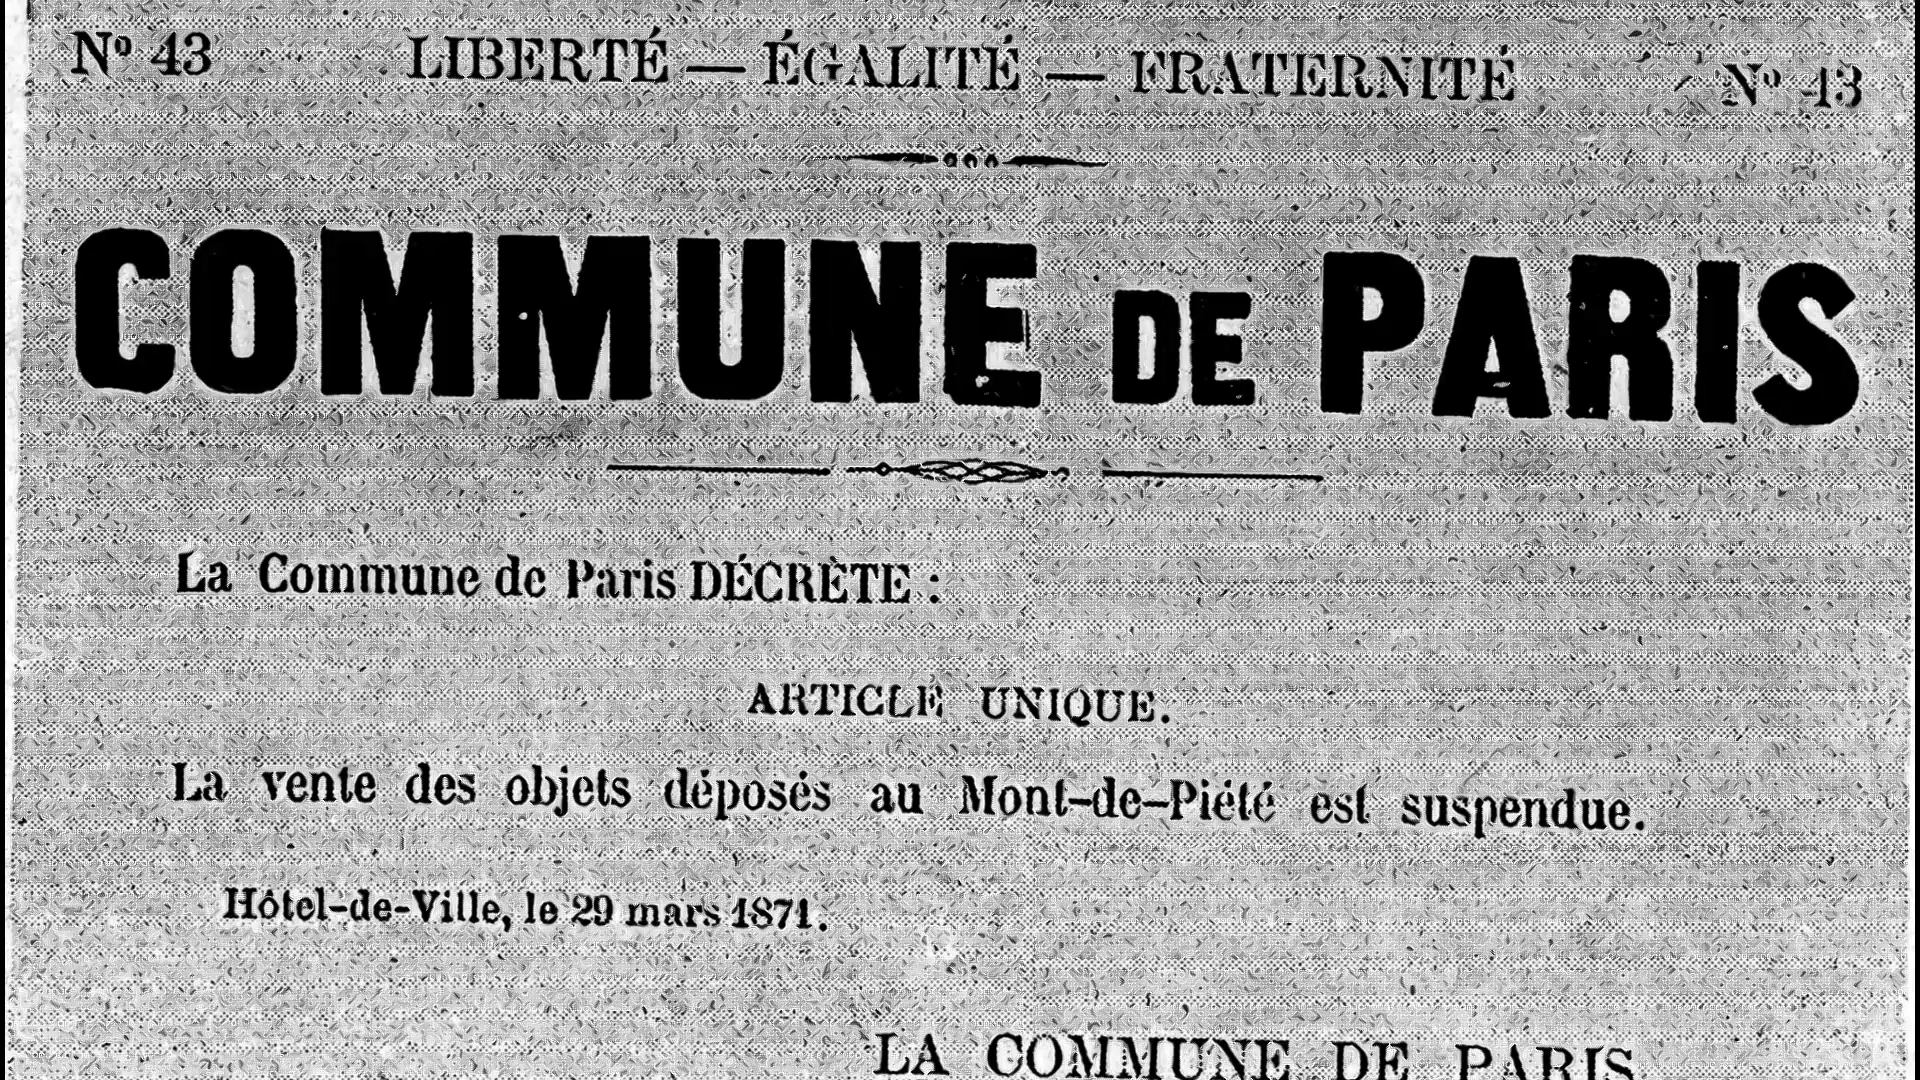 Nº 43 LIBERTÉ — ÉGALITÉ — FRATERNITÉ Nº 43
COMMUNE DE PARIS
La Commune de Paris DÉCRÈTE :
ARTICLE UNIQUE.
La vente des objets déposés au Mont-de-Piété est suspendue.
Hôtel-de-Ville, le 29 mars 1871.
LA COMMUNE DE PARIS